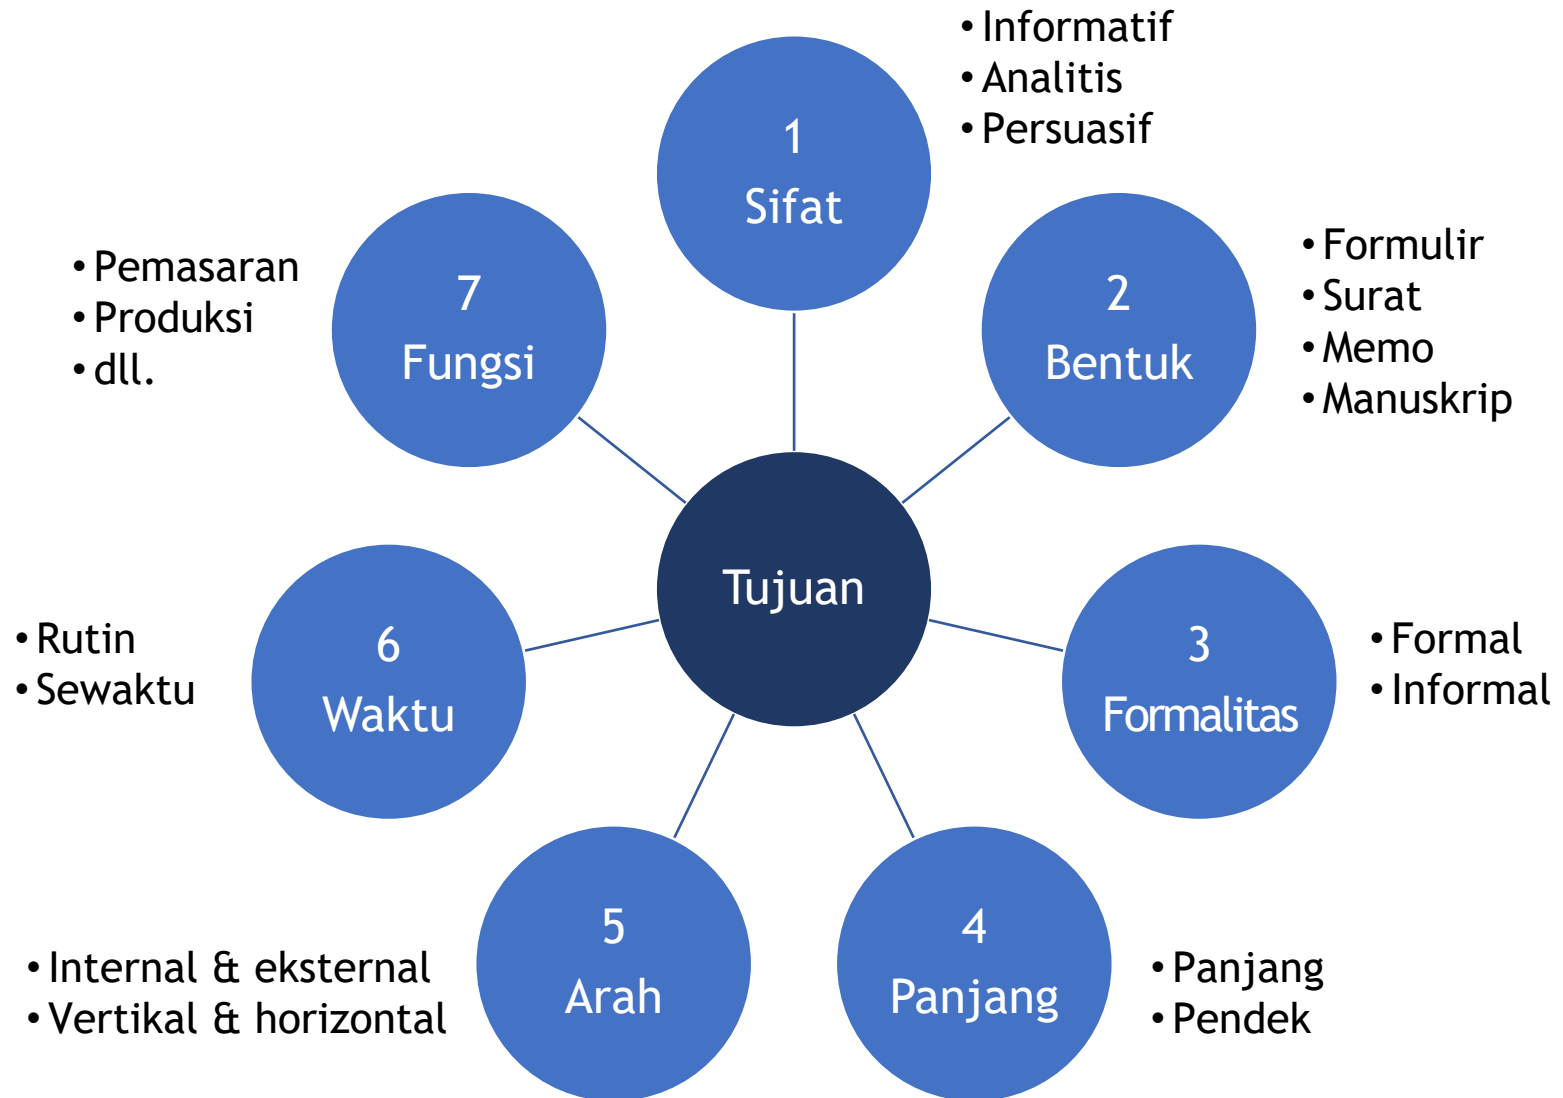 Tujuan
1
Sifat
• Informatif
• Analitis
• Persuasif
2
Bentuk
• Formulir
• Surat
• Memo
• Manuskrip
3
Formalitas
• Formal
• Informal
4
Panjang
• Panjang
• Pendek
5
Arah
• Internal & eksternal
• Vertikal & horizontal
6
Waktu
• Rutin
• Sewaktu
7
Fungsi
• Pemasaran
• Produksi
• dll.